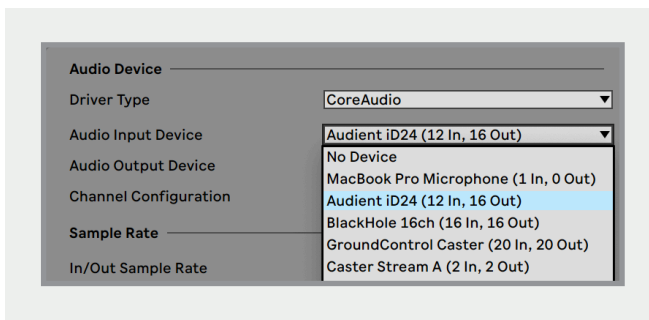 Audio Device
Driver Type
CoreAudio
Audio Input Device
Audient iD24 (12 In, 16 Out)
Audio Output Device
No Device
MacBook Pro Microphone (1 In, 0 Out)
Channel Configuration
Audient iD24 (12 In, 16 Out)
BlackHole 16ch (16 In, 16 Out)
Sample Rate
GroundControl Caster (20 In, 20 Out)
In/Out Sample Rate
Caster Stream A (2 In, 2 Out)